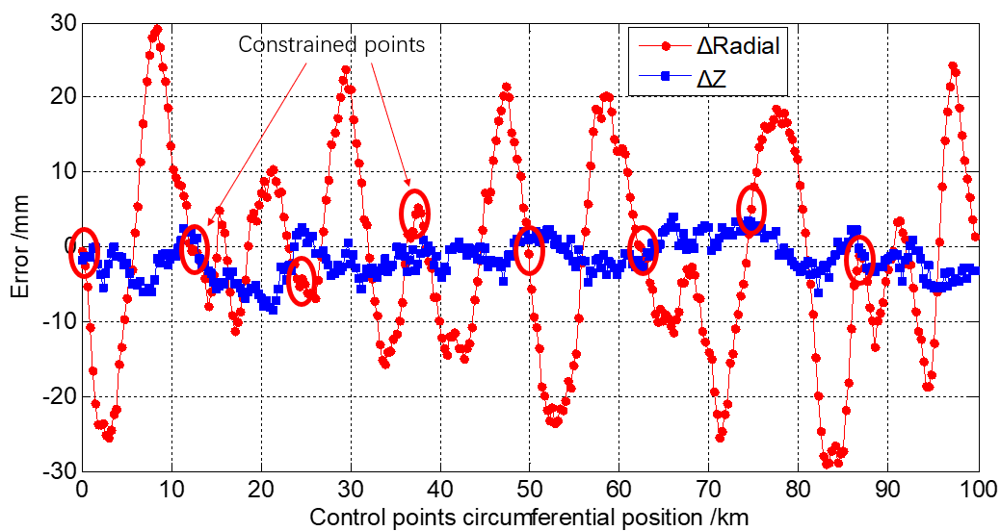 30
20
10
0
-10
-20
-30
Error /mm
Constrained points
ΔRadial
ΔZ
0 10 20 30 40 50 60 70 80 90 100
Control points circumferential position /km